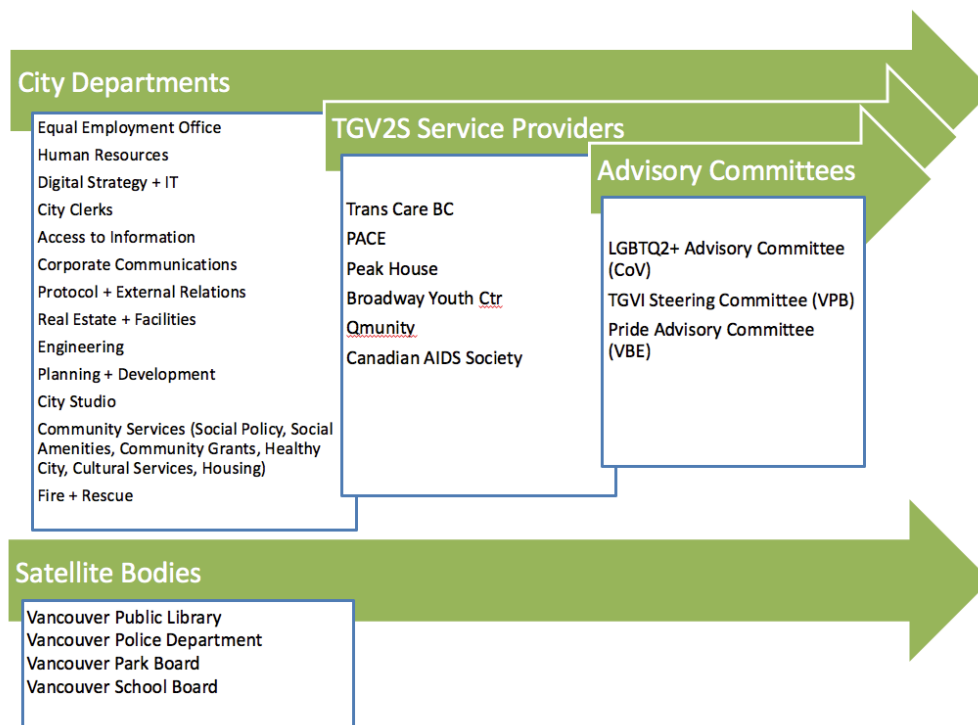 City Departments
Equal Employment Office
Human Resources
Digital Strategy + IT
City Clerks
Access to Information
Corporate Communications
Protocol + External Relations
Real Estate + Facilities
Engineering
Planning + Development
City Studio
Community Services (Social Policy, Social
Amenities, Community Grants, Healthy
City, Cultural Services, Housing)
Fire + Rescue
TGV2S Service Providers
Trans Care BC
PACE
Peak House
Broadway Youth Ctr
Qmunity
Canadian AIDS Society
Advisory Committees
LGBTQ2+ Advisory Committee
(CoV)
TGVI Steering Committee (VPB)
Pride Advisory Committee
(VBE)
Satellite Bodies
Vancouver Public Library
Vancouver Police Department
Vancouver Park Board
Vancouver School Board